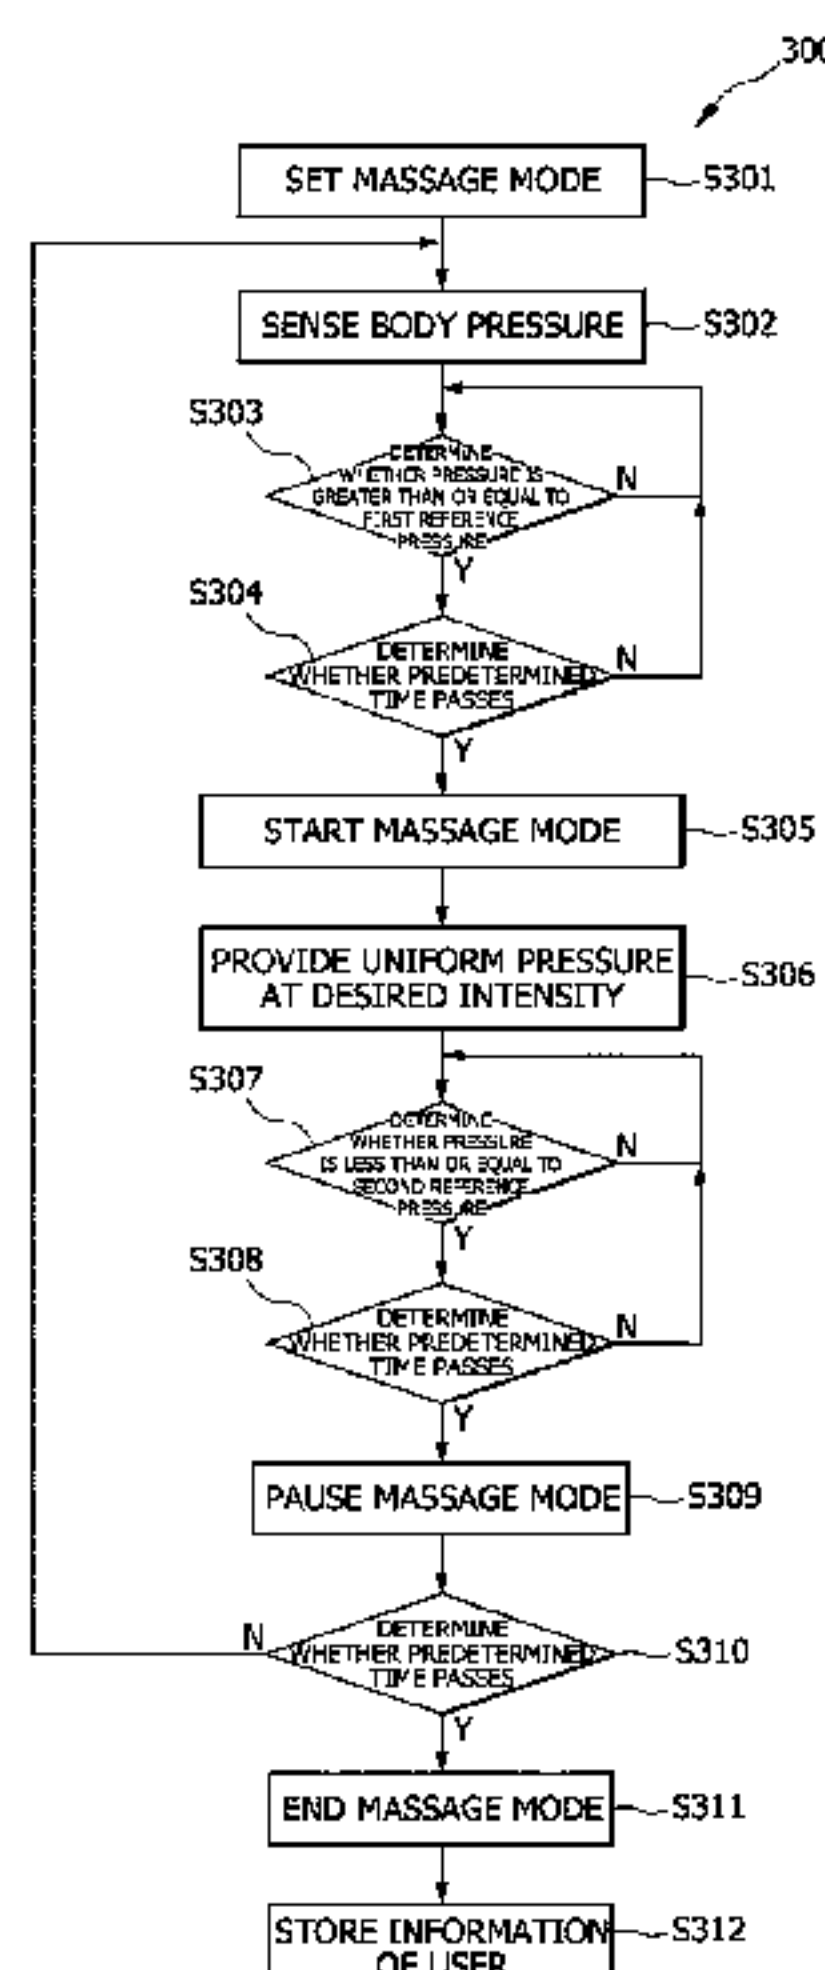 300
SET MASSAGE MODE
S301
SENSE BODY PRESSURE
S302
S303
DETERMINE
WHETHER PRESSURE IS
GREATER THAN OR EQUAL TO
FIRST REFERENCE
PRESSURE
N
Y
S304
DETERMINE
WHETHER PREDETERMINED
TIME PASSES
N
Y
START MASSAGE MODE
S305
PROVIDE UNIFORM PRESSURE
AT DESIRED INTENSITY
S306
S307
DETERMINE
WHETHER PRESSURE
IS LESS THAN OR EQUAL TO
SECOND REFERENCE
PRESSURE
N
Y
S308
DETERMINE
WHETHER PREDETERMINED
TIME PASSES
N
Y
PAUSE MASSAGE MODE
S309
N
DETERMINE
WHETHER PREDETERMINED
TIME PASSES
S310
Y
END MASSAGE MODE
S311
STORE INFORMATION
OF USER
S312